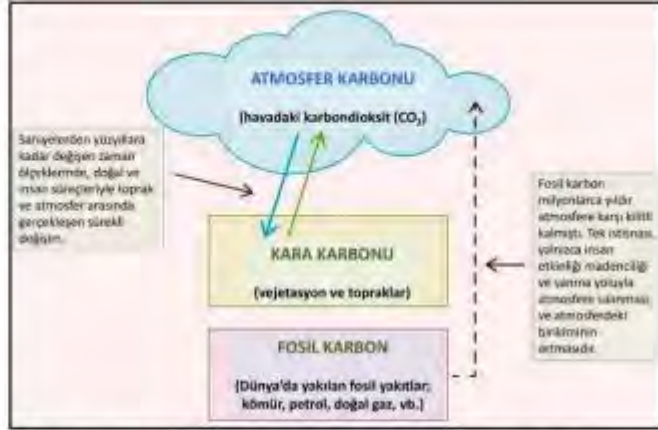 ATMOSFER KARBONU
(havadaki karbondioksit (CO₂)
Saniyelerden yüzyıllara
kadar değişen zaman
ölçeklerinde, doğal ve
insan süreçleriyle toprak
ve atmosfer arasında
gerçekleşen sürekli
değişim.
KARA KARBONU
(vejetasyon ve topraklar)
Fosil karbon
milyonlarca yıldır
atmosfere karşı kilitli
kalmıştı. Tek istisnası
yalnızca insan
etkinliği madenciliği
ve yanma yoluyla
atmosfere salınması
ve atmosferdeki
birikiminin
artmasıdır.
FOSİL KARBON
(Dünya'da yakılan fosil yakıtlar;
kömür, petrol, doğal gaz, vb.)